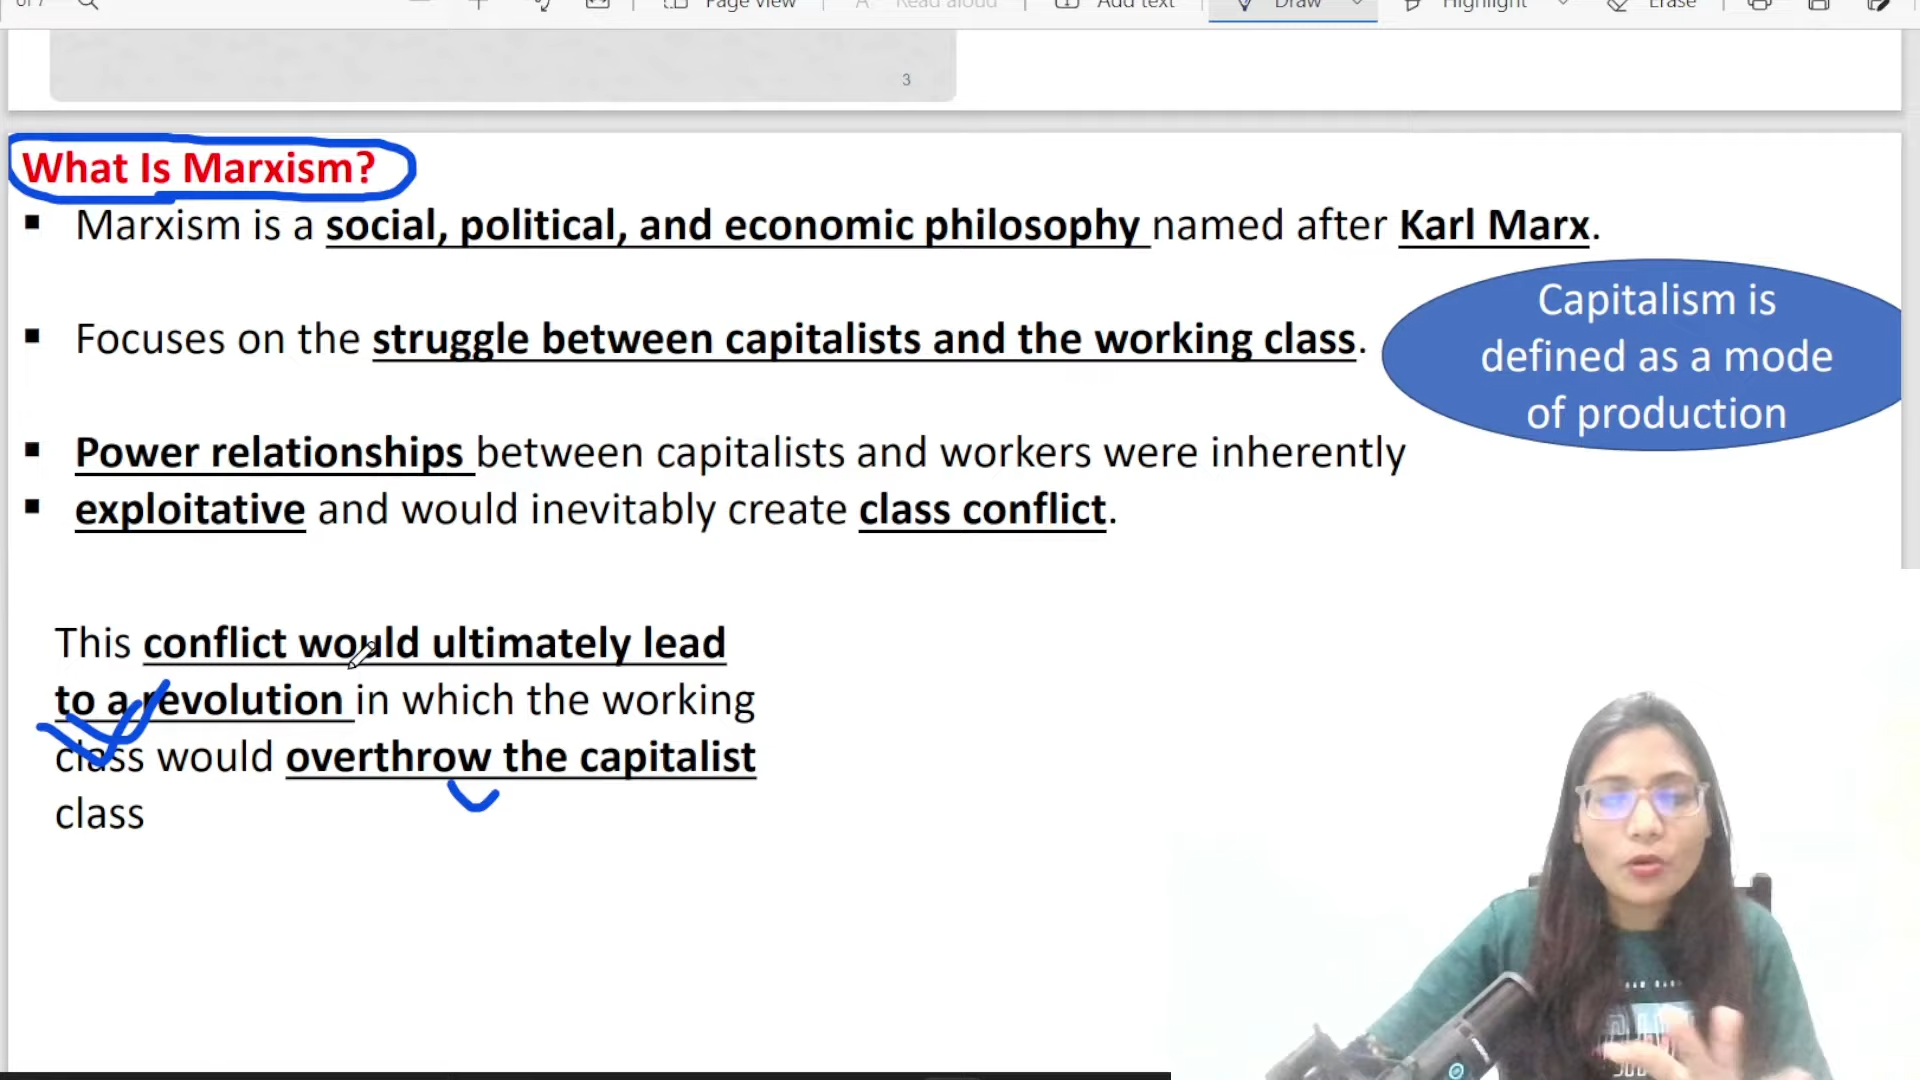 of 7
Page view
Read aloud
Add text
Draw
Highlight
Erase
3
What Is Marxism?
▪ Marxism is a social, political, and economic philosophy named after Karl Marx.
▪ Focuses on the struggle between capitalists and the working class.
Capitalism is
defined as a mode
of production
▪ Power relationships between capitalists and workers were inherently
▪ exploitative and would inevitably create class conflict.
This conflict would ultimately lead
to a revolution in which the working
class would overthrow the capitalist
class